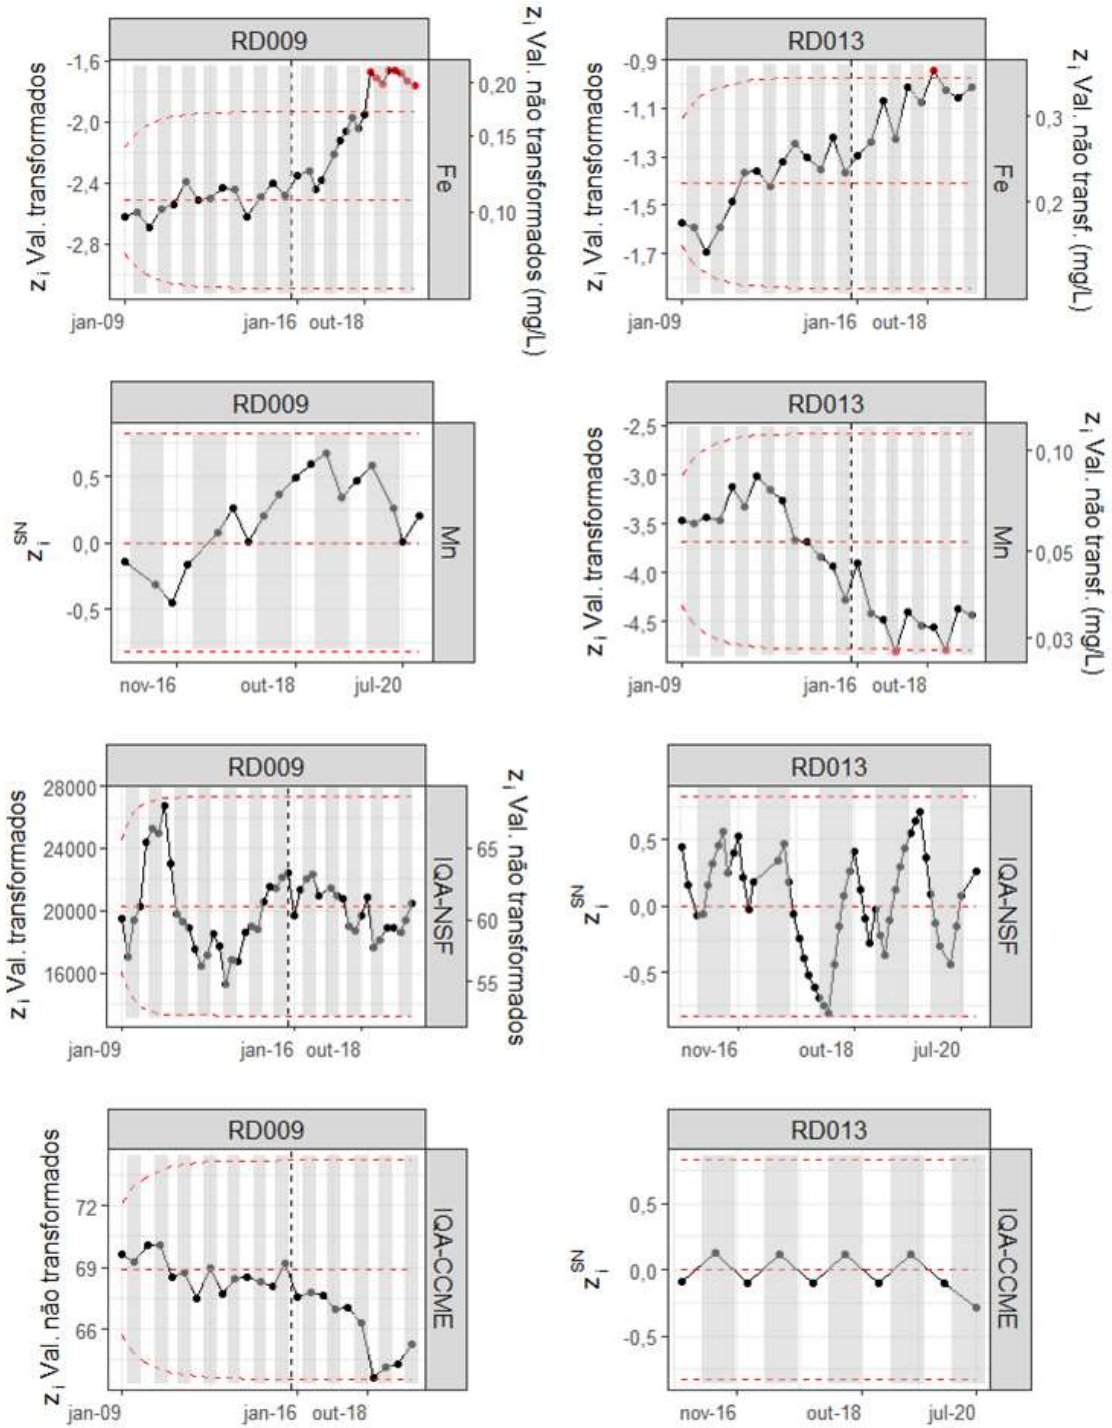 RD009
z i Val. transformados
-1,6
-2,0
-2,4
-2,8
0,20
0,15
0,10
Fe
z i Val. não transformados (mg/L)
jan-09 jan-16 out-18
RD013
z i Val. transformados
-0,9
-1,1
-1,3
-1,5
-1,7
0,3
0,2
Fe
z i Val. não transf. (mg/L)
jan-09 jan-16 out-18
RD009
z i SN
0,5
0,0
-0,5
Mn
nov-16 out-18 jul-20
RD013
z i Val. transformados
-2,5
-3,0
-3,5
-4,0
-4,5
0,10
0,05
0,03
Mn
z i Val. não transf. (mg/L)
jan-09 jan-16 out-18
RD009
z i Val. transformados
28000
24000
20000
16000
65
60
55
IQA-NSF
z i Val. não transformados
jan-09 jan-16 out-18
RD013
z i SN
0,5
0,0
-0,5
IQA-NSF
nov-16 out-18 jul-20
RD009
z i Val. não transformados
72
69
66
IQA-CCME
jan-09 jan-16 out-18
RD013
z i SN
0,5
0,0
-0,5
IQA-CCME
nov-16 out-18 jul-20